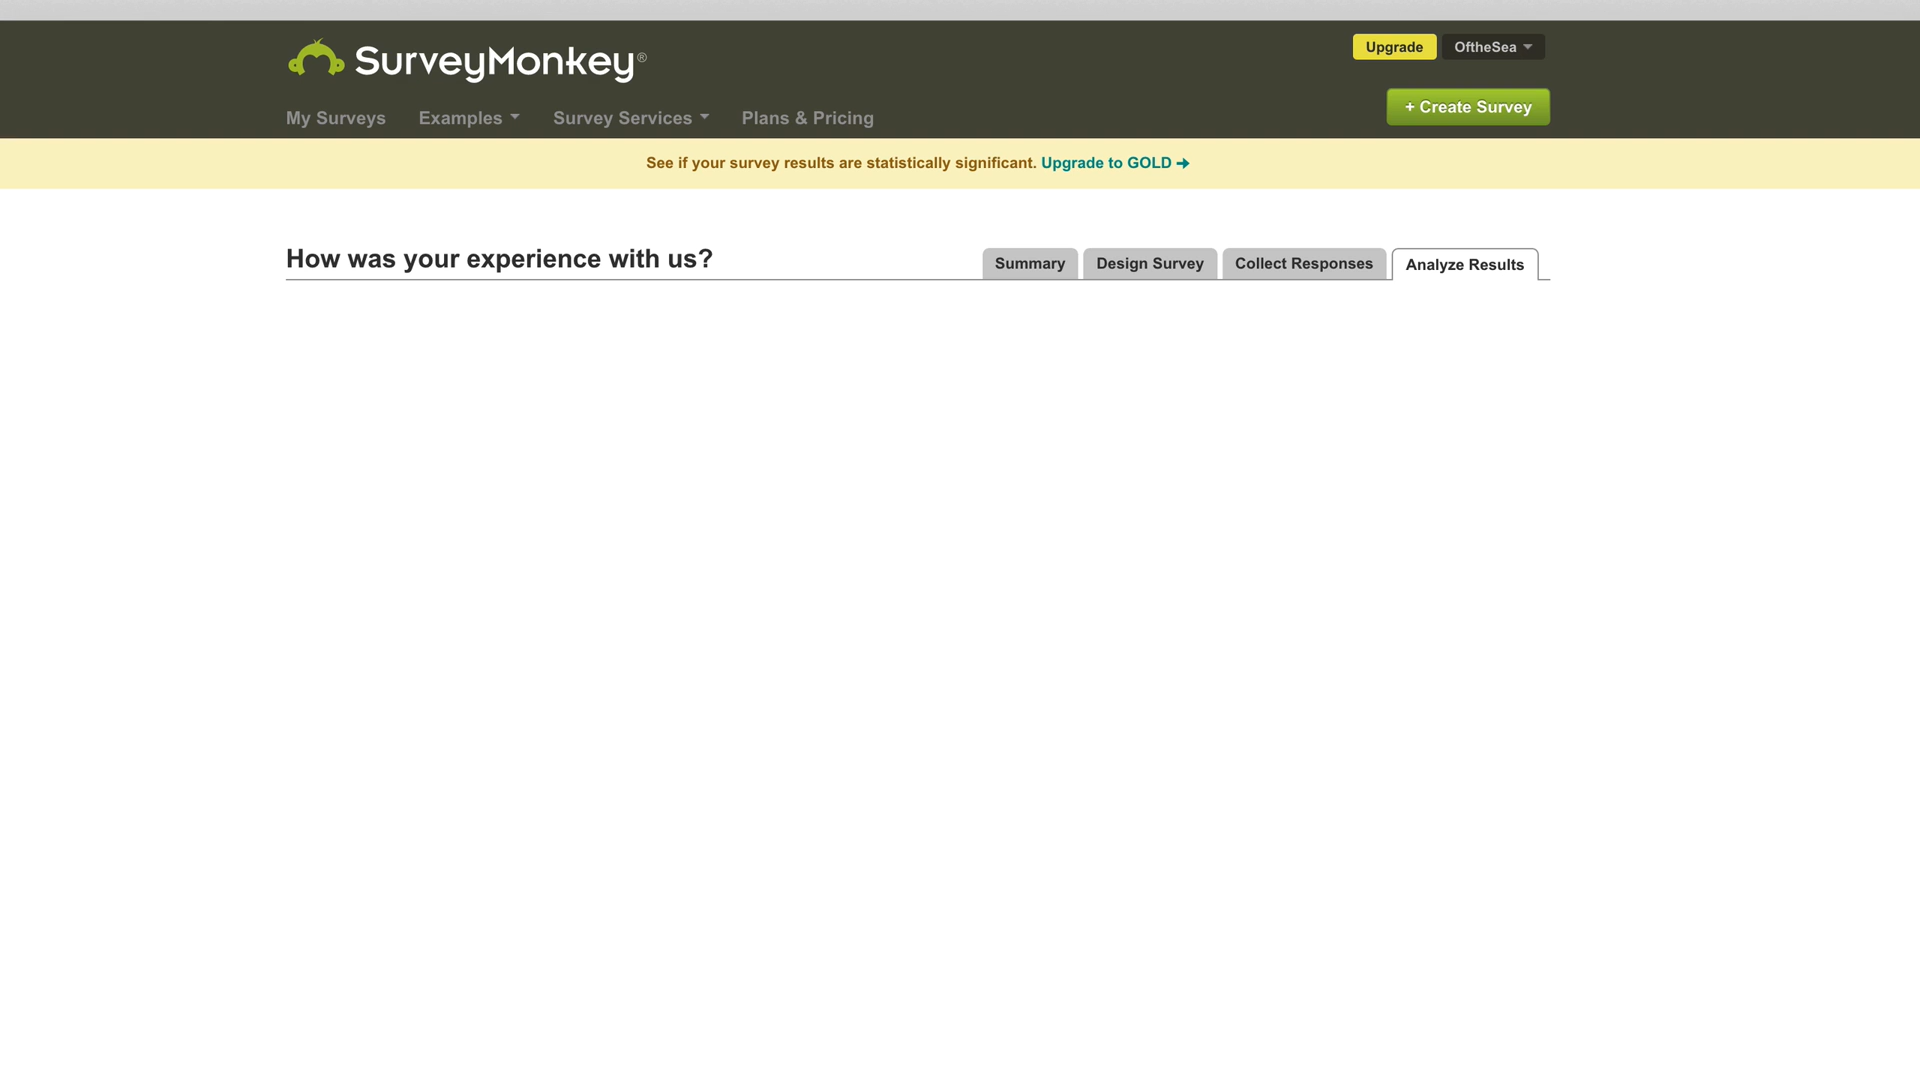 SurveyMonkey®
Upgrade
OftheSea
My Surveys
Examples
Survey Services
Plans & Pricing
+ Create Survey
See if your survey results are statistically significant. Upgrade to GOLD
How was your experience with us?
Summary
Design Survey
Collect Responses
Analyze Results